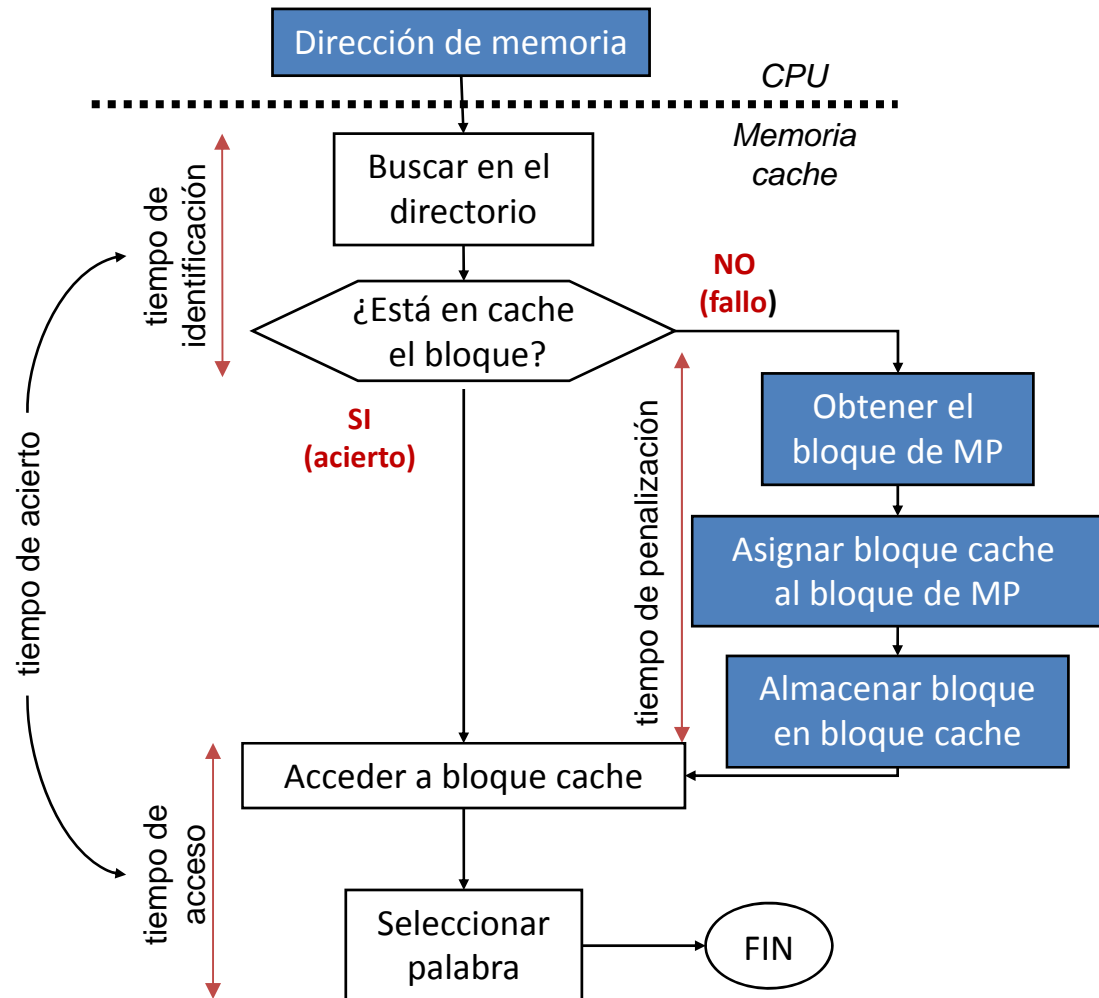 Dirección de memoria
CPU
Memoria
cache
Buscar en el
directorio
tiempo de
identificación
¿Está en cache
el bloque?
NO
(fallo)
SI
(acierto)
tiempo de acierto
tiempo de penalización
Obtener el
bloque de MP
Asignar bloque cache
al bloque de MP
Almacenar bloque
en bloque cache
Acceder a bloque cache
tiempo de
acceso
Seleccionar
palabra
FIN